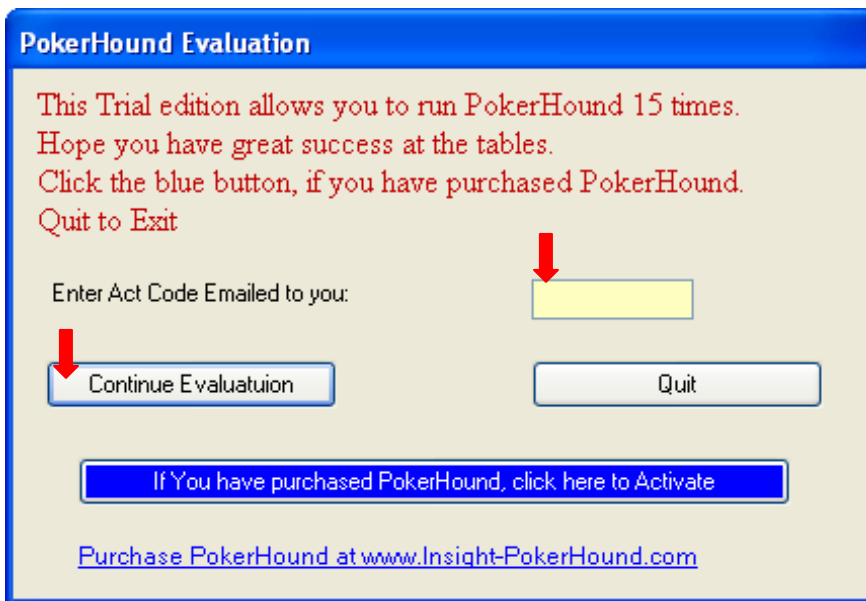 PokerHound Evaluation
This Trial edition allows you to run PokerHound 15 times.
Hope you have great success at the tables.
Click the blue button, if you have purchased PokerHound.
Quit to Exit
Enter Act Code Emailed to you:
Continue Evaluatuion
Quit
If You have purchased PokerHound, click here to Activate
Purchase PokerHound at www.Insight-PokerHound.com